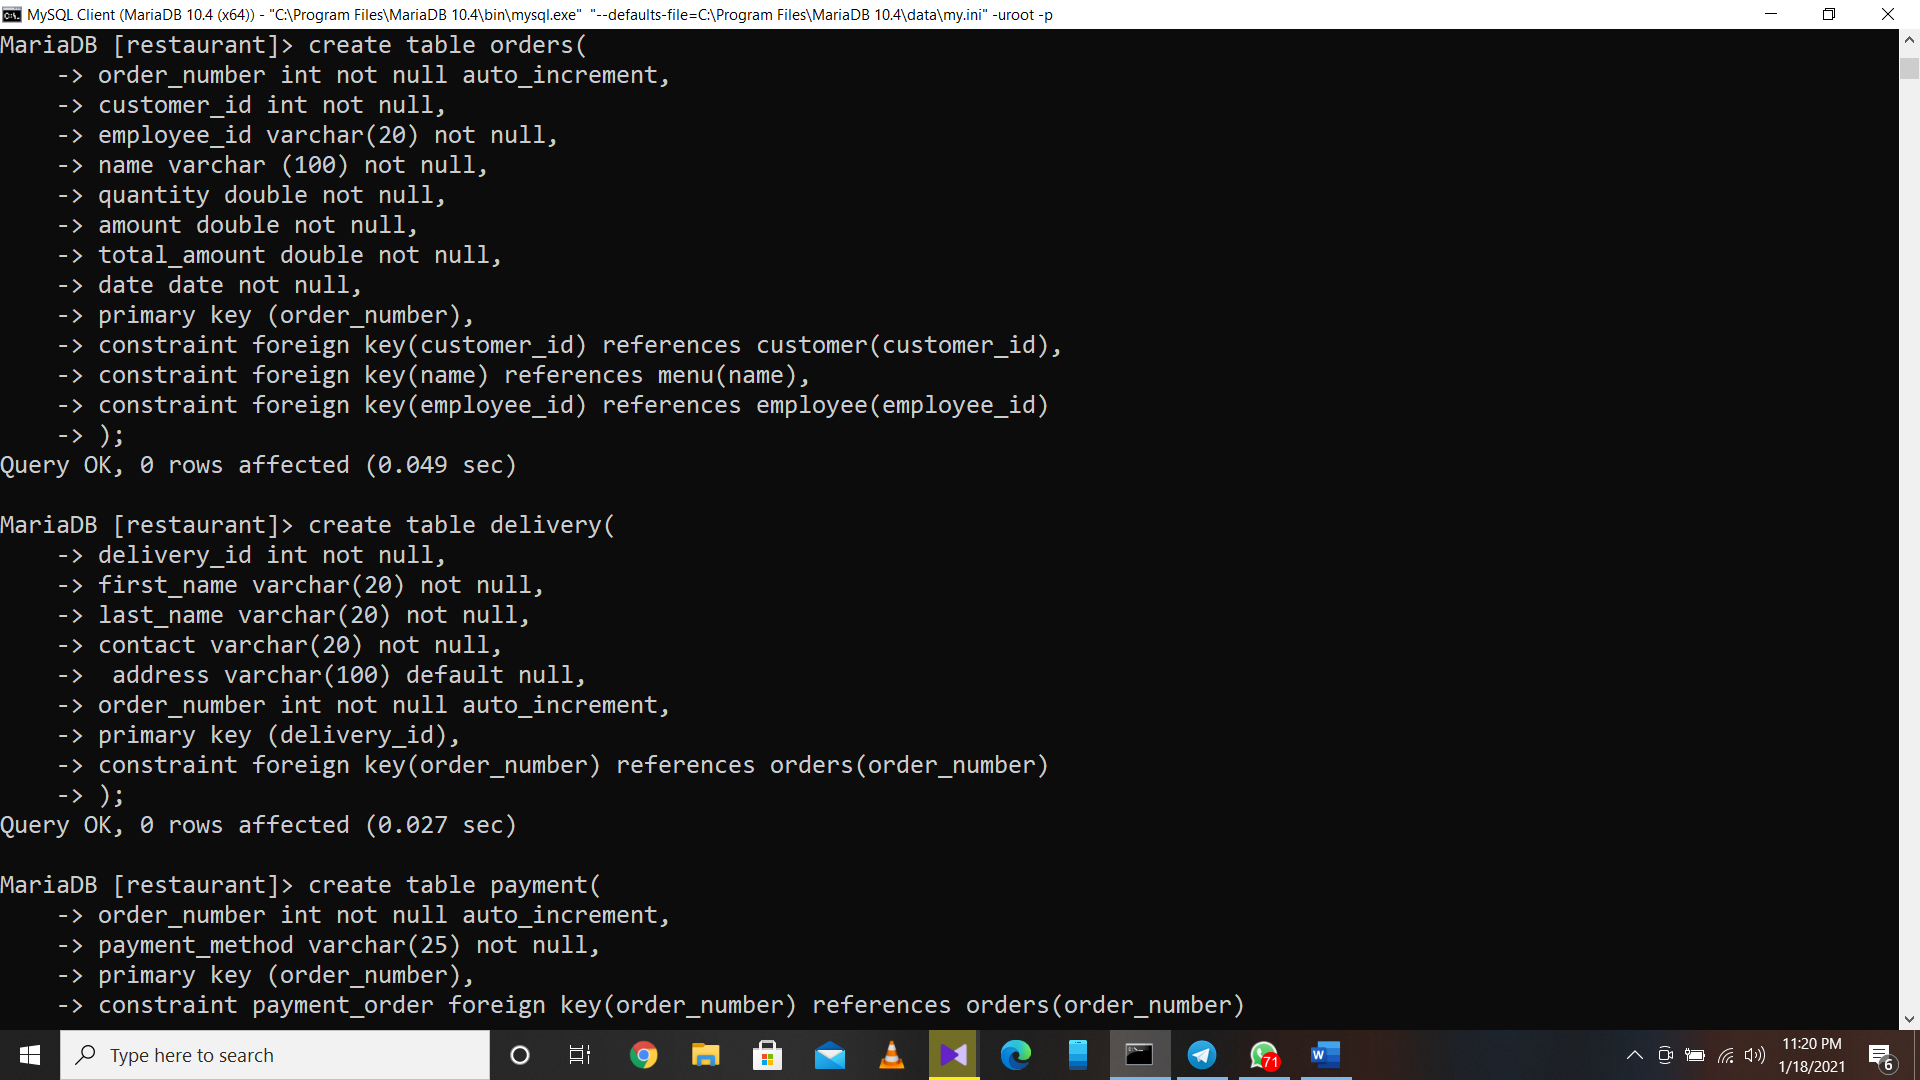 MySQL Client (MariaDB 10.4 (x64)) - "C:\Program Files\MariaDB 10.4\bin\mysql.exe"  "--defaults-file=C:\Program Files\MariaDB 10.4\data\my.ini" -uroot -p
MariaDB [restaurant]> create table orders(
    -> order_number int not null auto_increment,
    -> customer_id int not null,
    -> employee_id varchar(20) not null,
    -> name varchar (100) not null,
    -> quantity double not null,
    -> amount double not null,
    -> total_amount double not null,
    -> date date not null,
    -> primary key (order_number),
    -> constraint foreign key(customer_id) references customer(customer_id),
    -> constraint foreign key(name) references menu(name),
    -> constraint foreign key(employee_id) references employee(employee_id)
    -> );
Query OK, 0 rows affected (0.049 sec)
MariaDB [restaurant]> create table delivery(
    -> delivery_id int not null,
    -> first_name varchar(20) not null,
    -> last_name varchar(20) not null,
    -> contact varchar(20) not null,
    ->  address varchar(100) default null,
    -> order_number int not null auto_increment,
    -> primary key (delivery_id),
    -> constraint foreign key(order_number) references orders(order_number)
    -> );
Query OK, 0 rows affected (0.027 sec)
MariaDB [restaurant]> create table payment(
    -> order_number int not null auto_increment,
    -> payment_method varchar(25) not null,
    -> primary key (order_number),
    -> constraint payment_order foreign key(order_number) references orders(order_number)
Type here to search
71
W
11:20 PM
1/18/2021
6